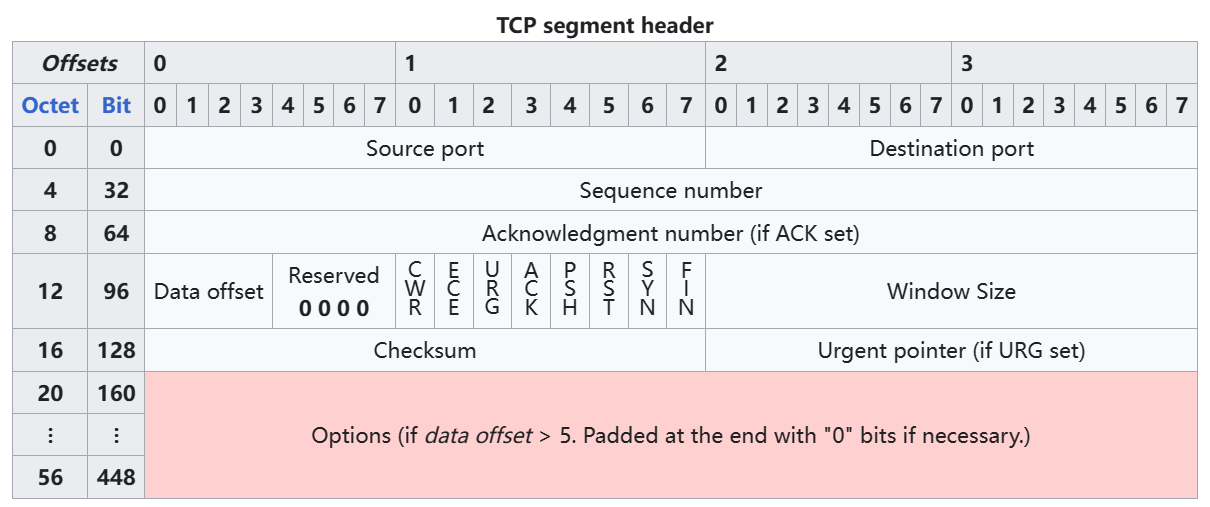 TCP segment header
Offsets 0 1 2 3
Octet Bit 0 1 2 3 4 5 6 7 0 1 2 3 4 5 6 7 0 1 2 3 4 5 6 7 0 1 2 3 4 5 6 7
0 0 Source port Destination port
4 32 Sequence number
8 64 Acknowledgment number (if ACK set)
12 96 Data offset Reserved 0 0 0 0 CWR ECE URG ACK PSH RST SYN FIN Window Size
16 128 Checksum Urgent pointer (if URG set)
20 160
⋮ ⋮ Options (if data offset > 5. Padded at the end with "0" bits if necessary.)
56 448